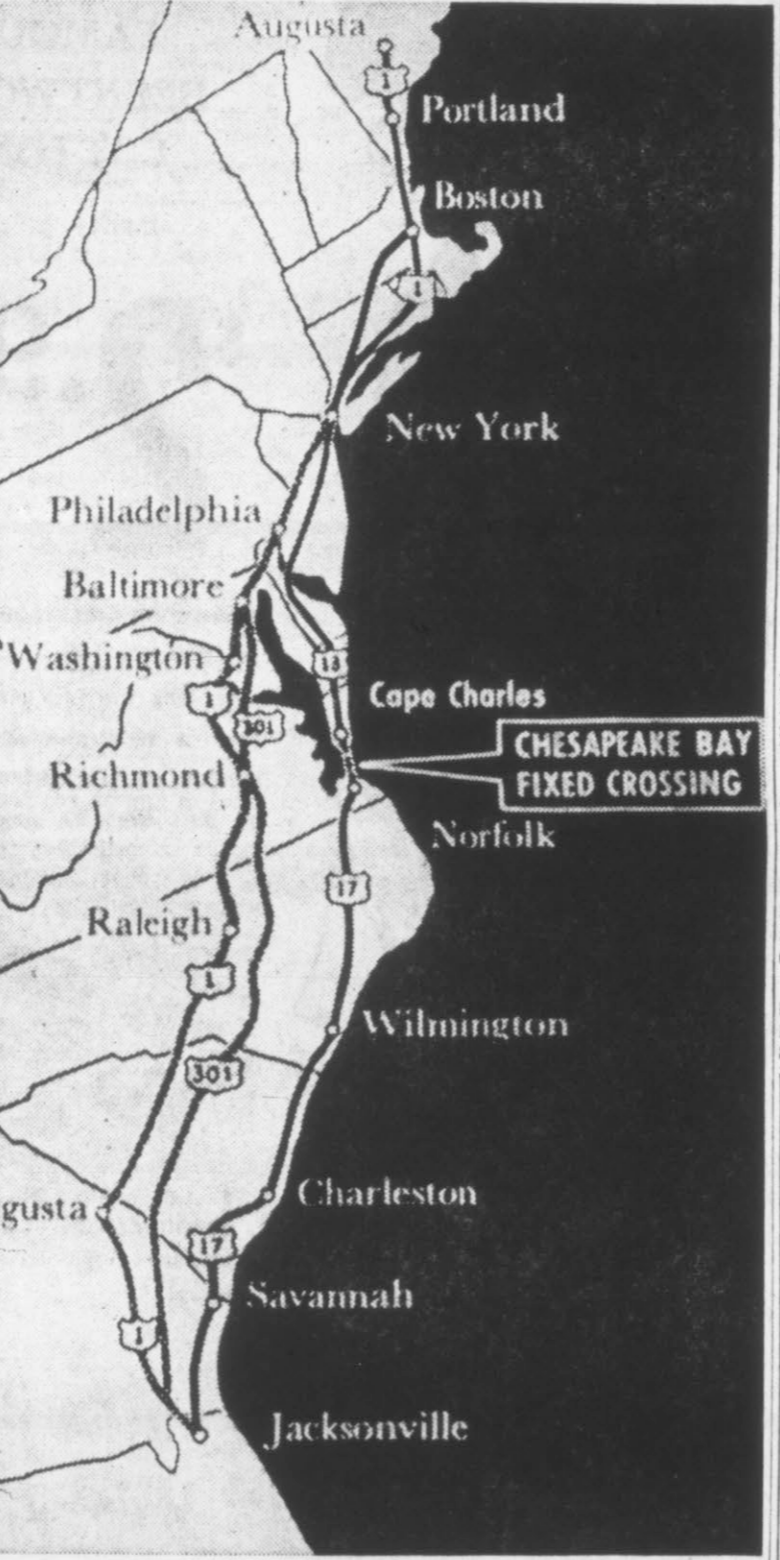 Augusta
1
Portland
Boston
1
New York
Philadelphia
Baltimore
Washington
1
301
13
Cape Charles
CHESAPEAKE BAY
FIXED CROSSING
Richmond
Norfolk
17
Raleigh
1
Wilmington
301
gusta
Charleston
17
Savannah
1
Jacksonville